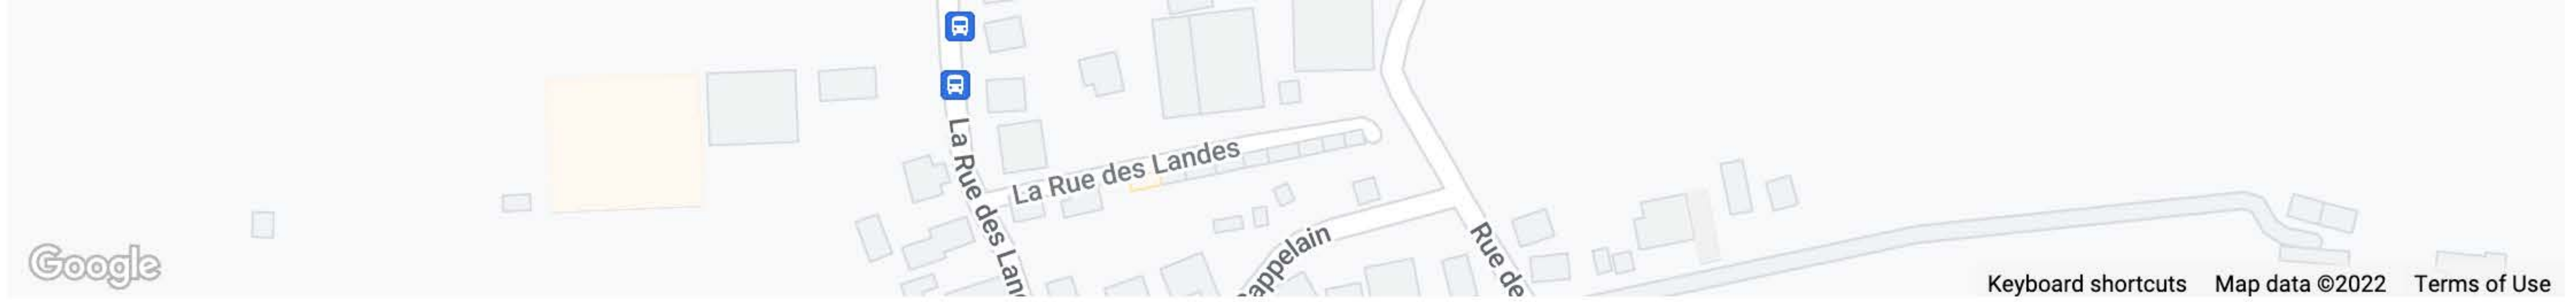 La Rue des Landes
La Rue des Lan
appelain
Rue de
Google
Keyboard shortcuts
Map data ©2022
Terms of Use